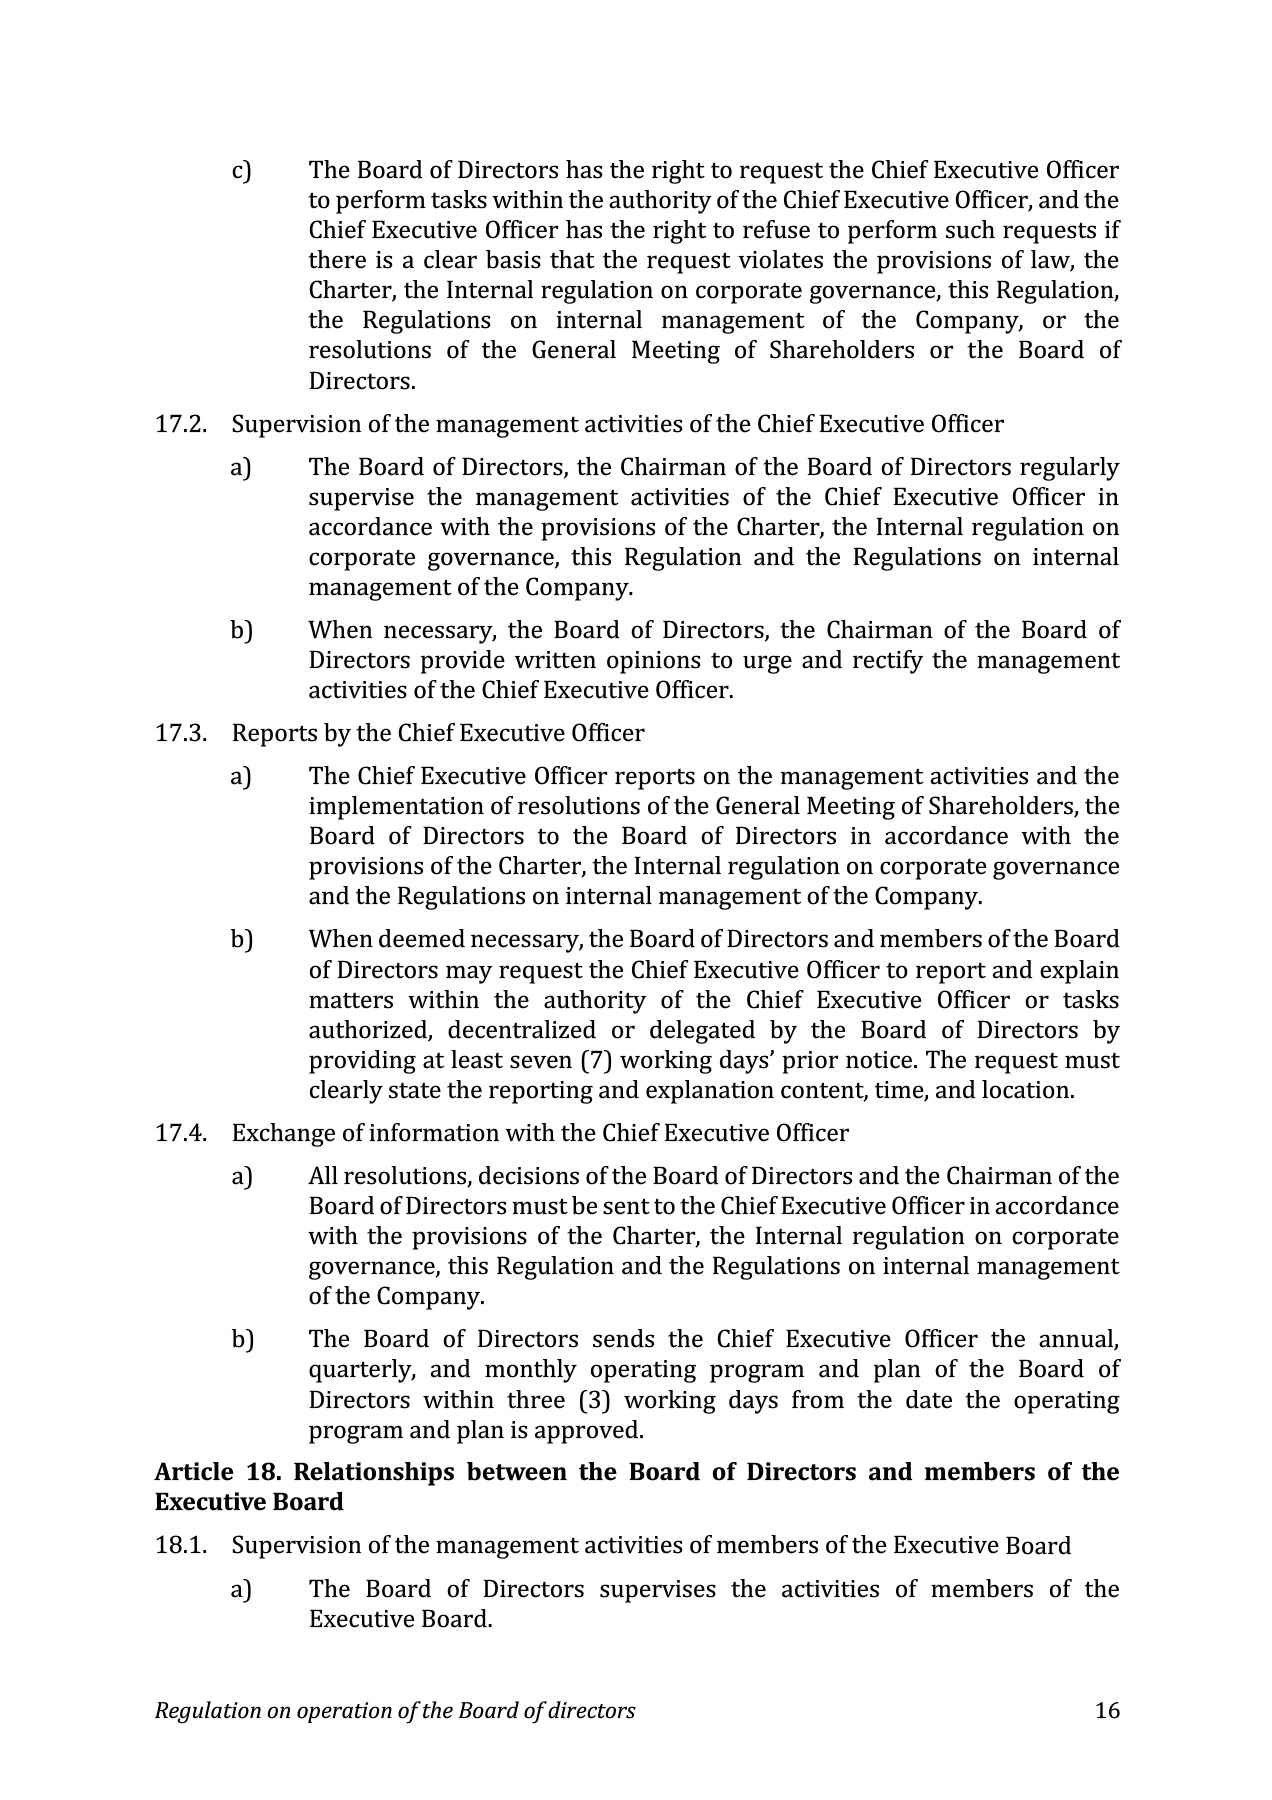 c) The Board of Directors has the right to request the Chief Executive Officer
to perform tasks within the authority of the Chief Executive Officer, and the
Chief Executive Officer has the right to refuse to perform such requests if
there is a clear basis that the request violates the provisions of law, the
Charter, the Internal regulation on corporate governance, this Regulation,
the Regulations on internal management of the Company, or the
resolutions of the General Meeting of Shareholders or the Board of
Directors.
17.2. Supervision of the management activities of the Chief Executive Officer
a) The Board of Directors, the Chairman of the Board of Directors regularly
supervise the management activities of the Chief Executive Officer in
accordance with the provisions of the Charter, the Internal regulation on
corporate governance, this Regulation and the Regulations on internal
management of the Company.
b) When necessary, the Board of Directors, the Chairman of the Board of
Directors provide written opinions to urge and rectify the management
activities of the Chief Executive Officer.
17.3. Reports by the Chief Executive Officer
a) The Chief Executive Officer reports on the management activities and the
implementation of resolutions of the General Meeting of Shareholders, the
Board of Directors to the Board of Directors in accordance with the
provisions of the Charter, the Internal regulation on corporate governance
and the Regulations on internal management of the Company.
b) When deemed necessary, the Board of Directors and members of the Board
of Directors may request the Chief Executive Officer to report and explain
matters within the authority of the Chief Executive Officer or tasks
authorized, decentralized or delegated by the Board of Directors by
providing at least seven (7) working days’ prior notice. The request must
clearly state the reporting and explanation content, time, and location.
17.4. Exchange of information with the Chief Executive Officer
a) All resolutions, decisions of the Board of Directors and the Chairman of the
Board of Directors must be sent to the Chief Executive Officer in accordance
with the provisions of the Charter, the Internal regulation on corporate
governance, this Regulation and the Regulations on internal management
of the Company.
b) The Board of Directors sends the Chief Executive Officer the annual,
quarterly, and monthly operating program and plan of the Board of
Directors within three (3) working days from the date the operating
program and plan is approved.
Article 18. Relationships between the Board of Directors and members of the
Executive Board
18.1. Supervision of the management activities of members of the Executive Board
a) The Board of Directors supervises the activities of members of the
Executive Board.
Regulation on operation of the Board of directors 16